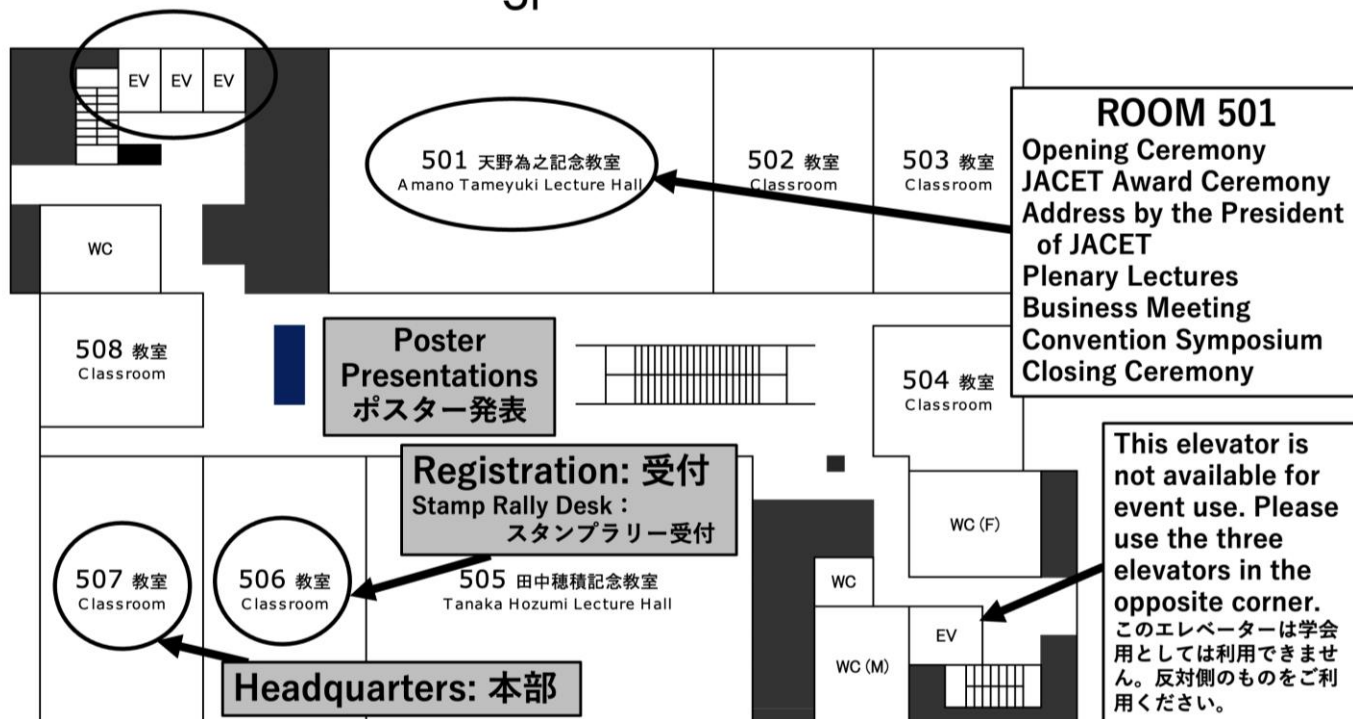 EV EV EV
501 天野為之記念教室
Amano Tameyuki Lecture Hall
502 教室
Classroom
503 教室
Classroom
ROOM 501
Opening Ceremony
JACET Award Ceremony
Address by the President
of JACET
Plenary Lectures
Business Meeting
Convention Symposium
Closing Ceremony
WC
508 教室
Classroom
Poster
Presentations
ポスター発表
504 教室
Classroom
Registration: 受付
Stamp Rally Desk：
スタンプラリー受付
This elevator is
not available for
event use. Please
use the three
elevators in the
opposite corner.
このエレベーターは学会
用としては利用できませ
ん。反対側のものをご利
用ください。
WC (F)
507 教室
Classroom
506 教室
Classroom
505 田中穂積記念教室
Tanaka Hozumi Lecture Hall
WC
EV
WC (M)
Headquarters: 本部